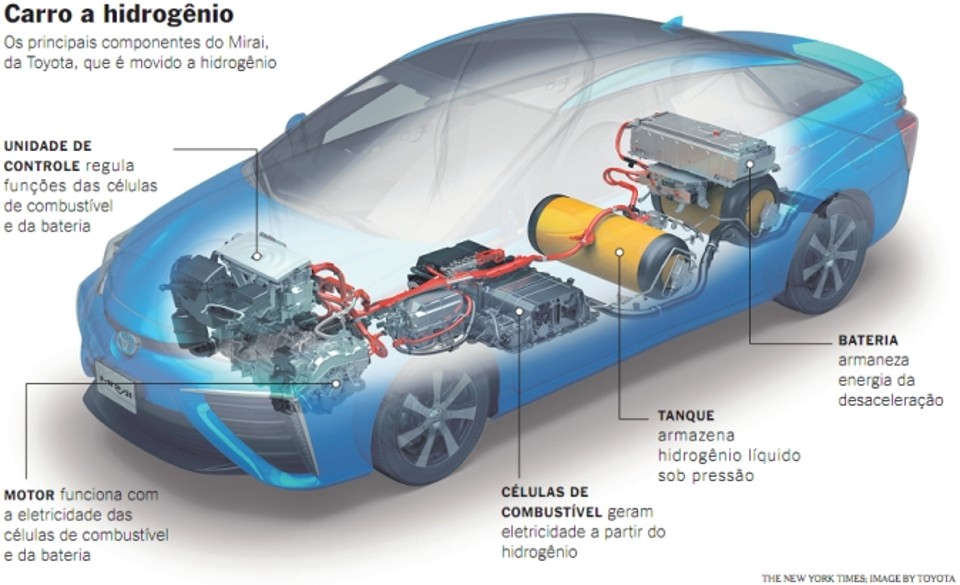 Carro a hidrogênio
Os principais componentes do Mirai,
da Toyota, que é movido a hidrogênio
UNIDADE DE
CONTROLE regula
funções das células
de combustível
e da bateria
MOTOR funciona com
a eletricidade das
células de combustível
e da bateria
CÉLULAS DE
COMBUSTÍVEL geram
eletricidade a partir do
hidrogênio
TANQUE
armazena
hidrogênio líquido
sob pressão
BATERIA
armaneza
energia da
desaceleração
MIRAI
THE NEW YORK TIMES; IMAGE BY TOYOTA